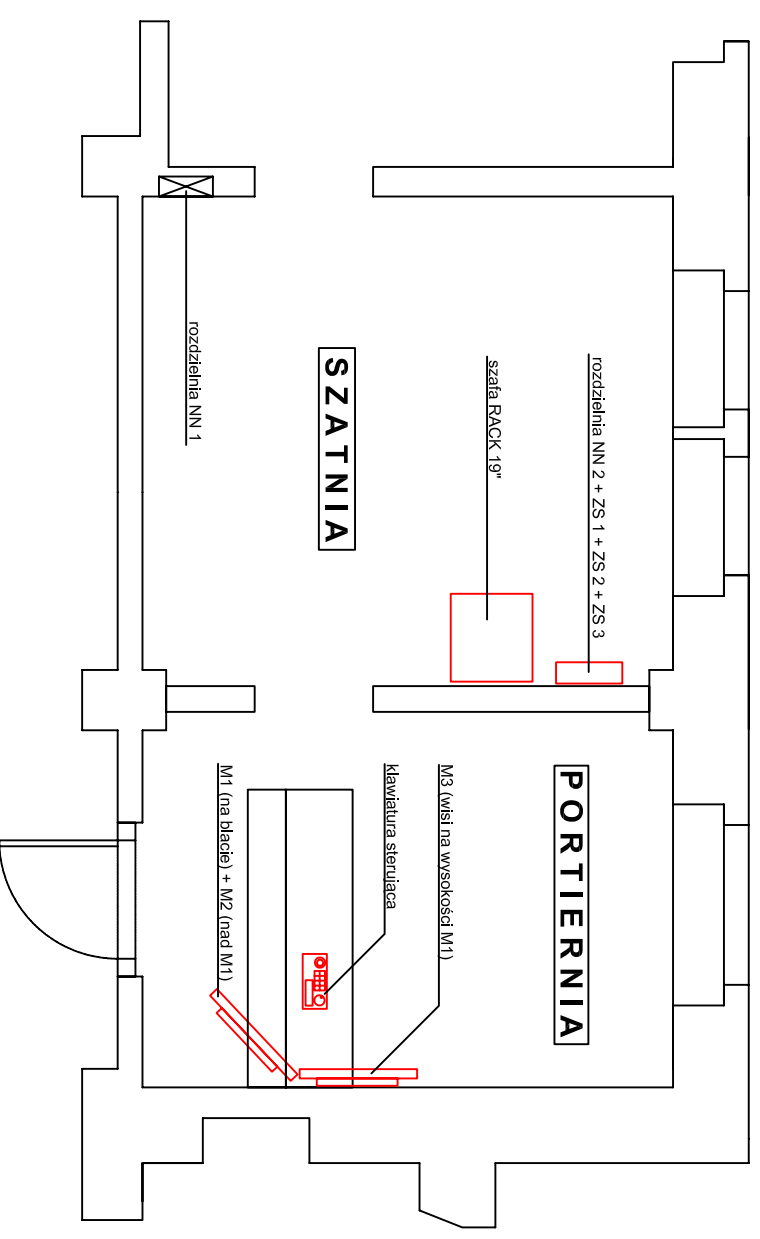 rozdzielnia NN 2 + ZS 1 + ZS 2 + ZS 3
szafa RACK 19"
SZATNIA
rozdzielnia NN 1
PORTIERNIA
M3 (wisi na wysokości M1)
klawiatura sterująca
M1 (na blacie) + M2 (nad M1)